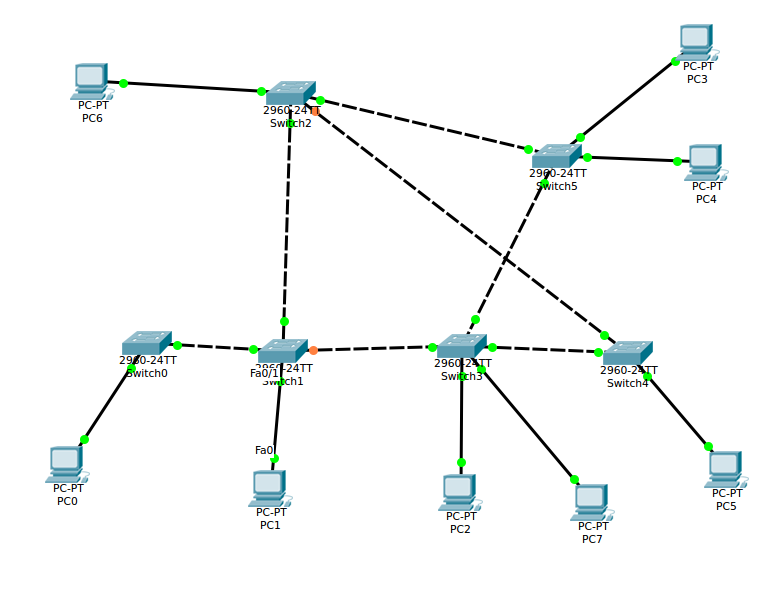 PC-PT
PC3
PC-PT
PC6
2960-24TT
Switch2
2960-24TT
Switch5
PC-PT
PC4
2960-24TT
Switch0
2960-24TT
Fa0/1
Switch1
2960-24TT
Switch3
2960-24TT
Switch4
Fa0
PC-PT
PC0
PC-PT
PC1
PC-PT
PC2
PC-PT
PC7
PC-PT
PC5